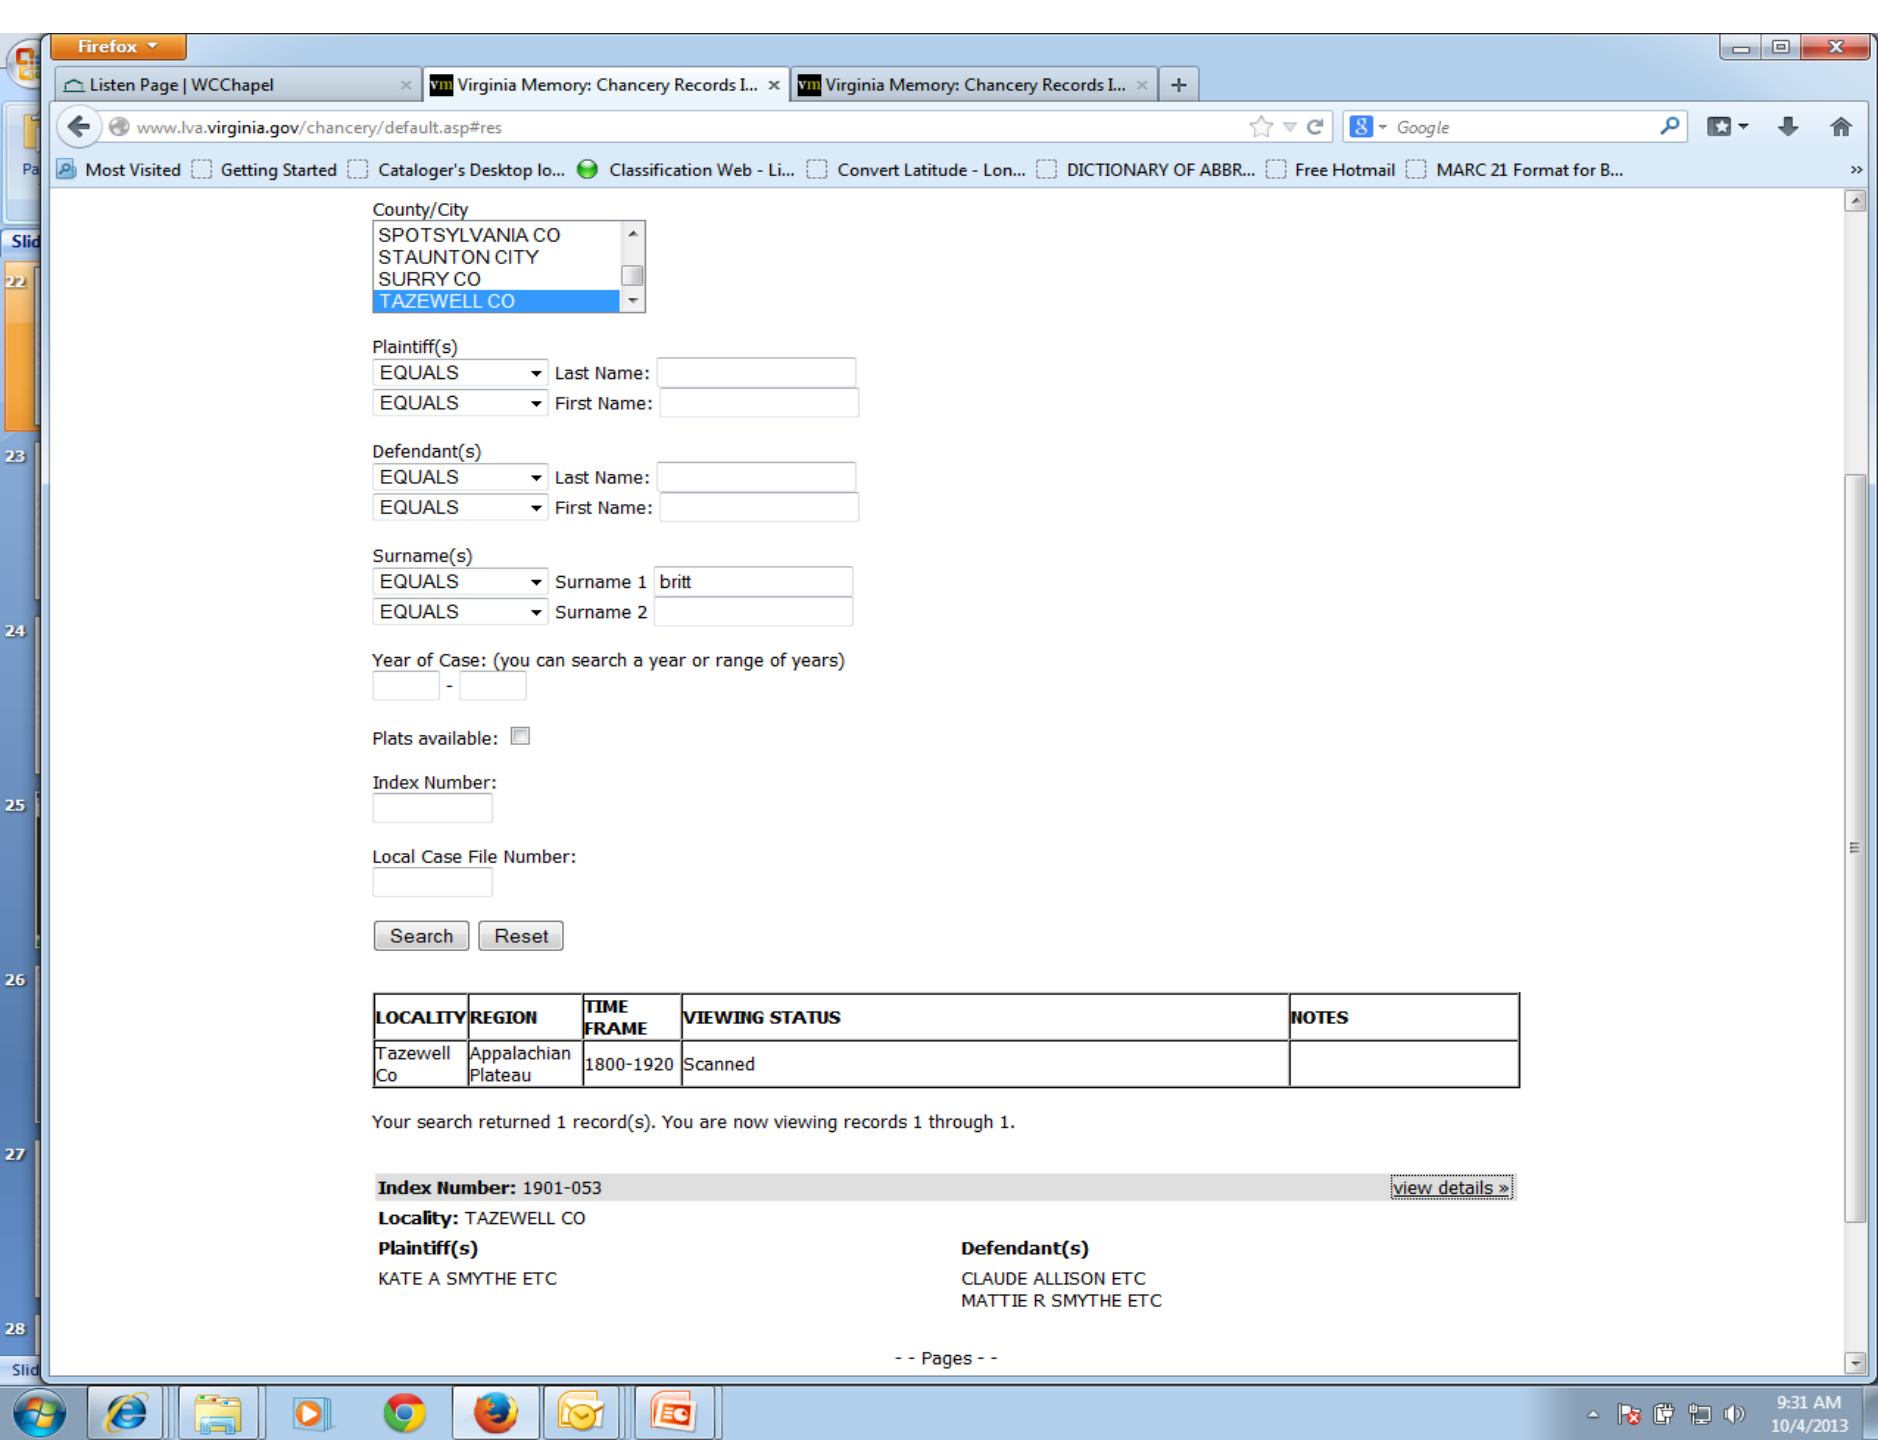 Firefox
Listen Page | WCChapel
vm Virginia Memory: Chancery Records I...
vm Virginia Memory: Chancery Records I...
www.lva.virginia.gov/chancery/default.asp#res
Google
Pa
Most Visited
Getting Started
Cataloger's Desktop lo...
Classification Web - Li...
Convert Latitude - Lon...
DICTIONARY OF ABBR...
Free Hotmail
MARC 21 Format for B...
»
Slid
22
23
24
25
26
27
28
Slid
County/City
SPOTSYLVANIA CO
STAUNTON CITY
SURRY CO
TAZEWELL CO
Plaintiff(s)
EQUALS Last Name:
EQUALS First Name:
Defendant(s)
EQUALS Last Name:
EQUALS First Name:
Surname(s)
EQUALS Surname 1 britt
EQUALS Surname 2
Year of Case: (you can search a year or range of years)
-
Plats available:
Index Number:
Local Case File Number:
Search Reset
LOCALITY REGION TIME FRAME VIEWING STATUS NOTES
Tazewell Co Appalachian Plateau 1800-1920 Scanned
Your search returned 1 record(s). You are now viewing records 1 through 1.
Index Number: 1901-053 view details »
Locality: TAZEWELL CO
Plaintiff(s) Defendant(s)
KATE A SMYTHE ETC CLAUDE ALLISON ETC
MATTIE R SMYTHE ETC
- - Pages - -
9:31 AM
10/4/2013